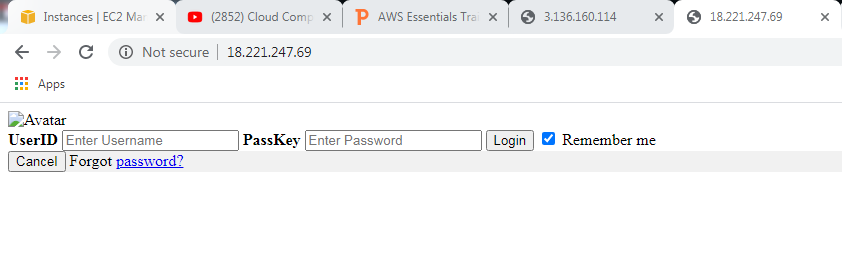 Instances | EC2 Mar
(2852) Cloud Comp
AWS Essentials Trai
3.136.160.114
18.221.247.69
Not secure
18.221.247.69
Apps
Avatar
UserID Enter Username PassKey Enter Password Login Remember me
Cancel Forgot password?